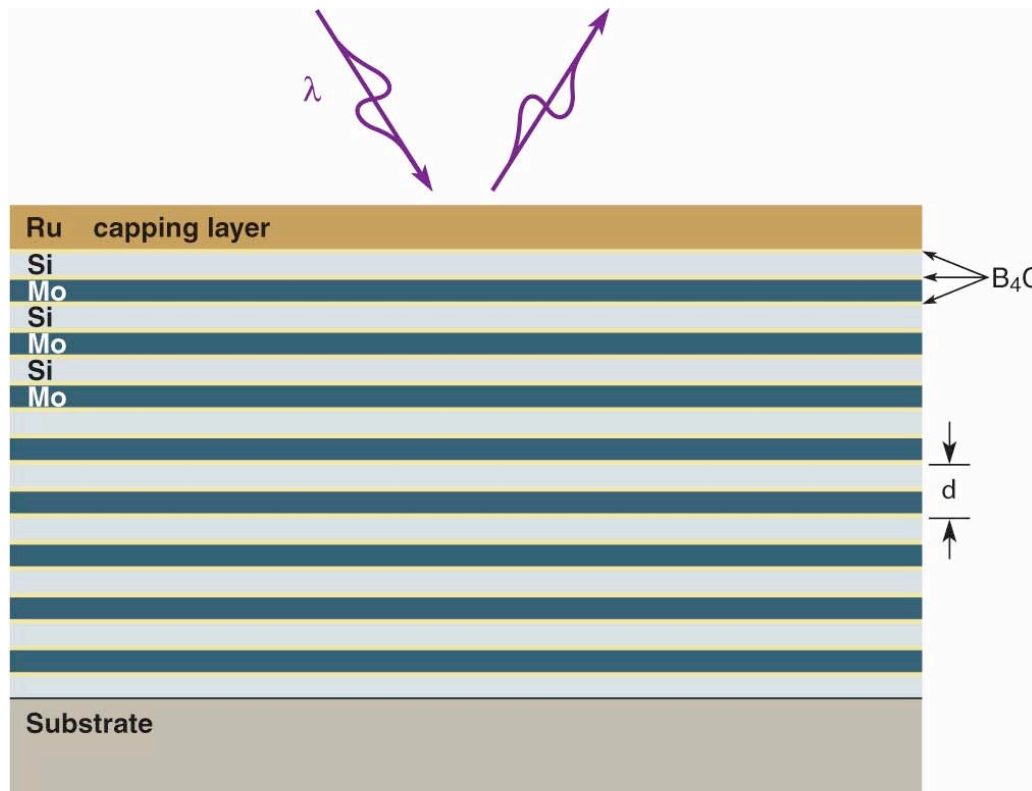 λ
Ru capping layer
Si
B₄C
Mo
Si
Mo
Si
Mo
d
Substrate